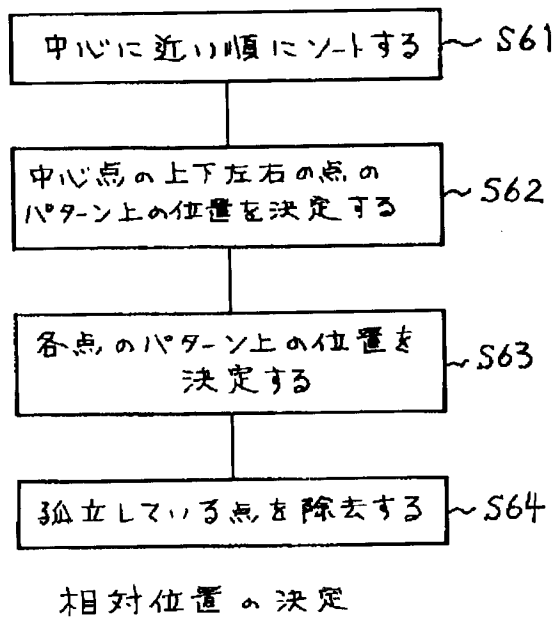 中心に近い順にソートする
S61
中心点の上下左右の点の
パターン上の位置を決定する
S62
各点のパターン上の位置を
決定する
S63
孤立している点を除去する
S64
相対位置の決定